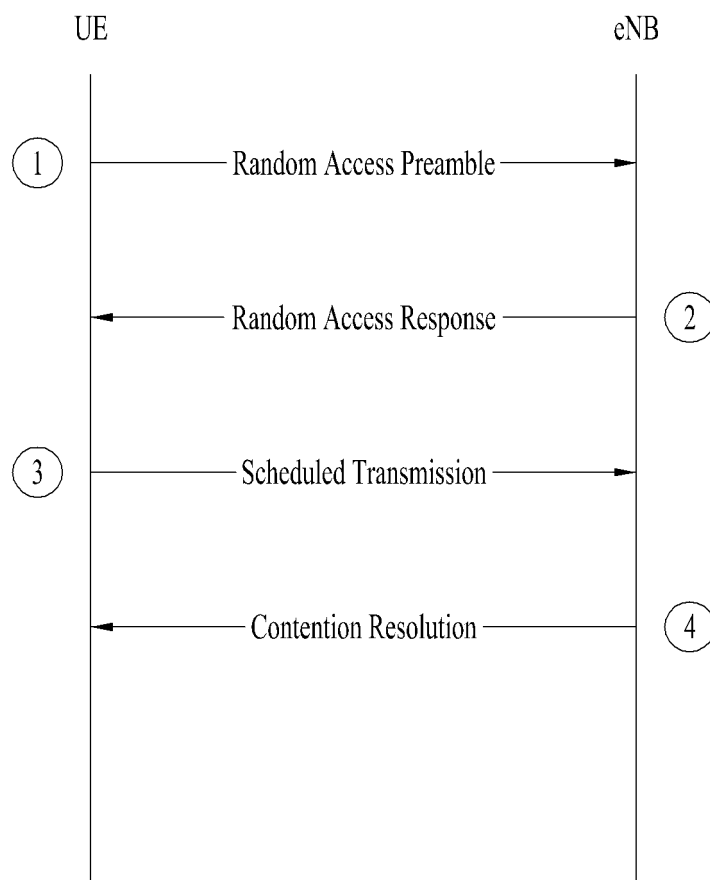 UE eNB
1 Random Access Preamble
Random Access Response 2
3 Scheduled Transmission
Contention Resolution 4